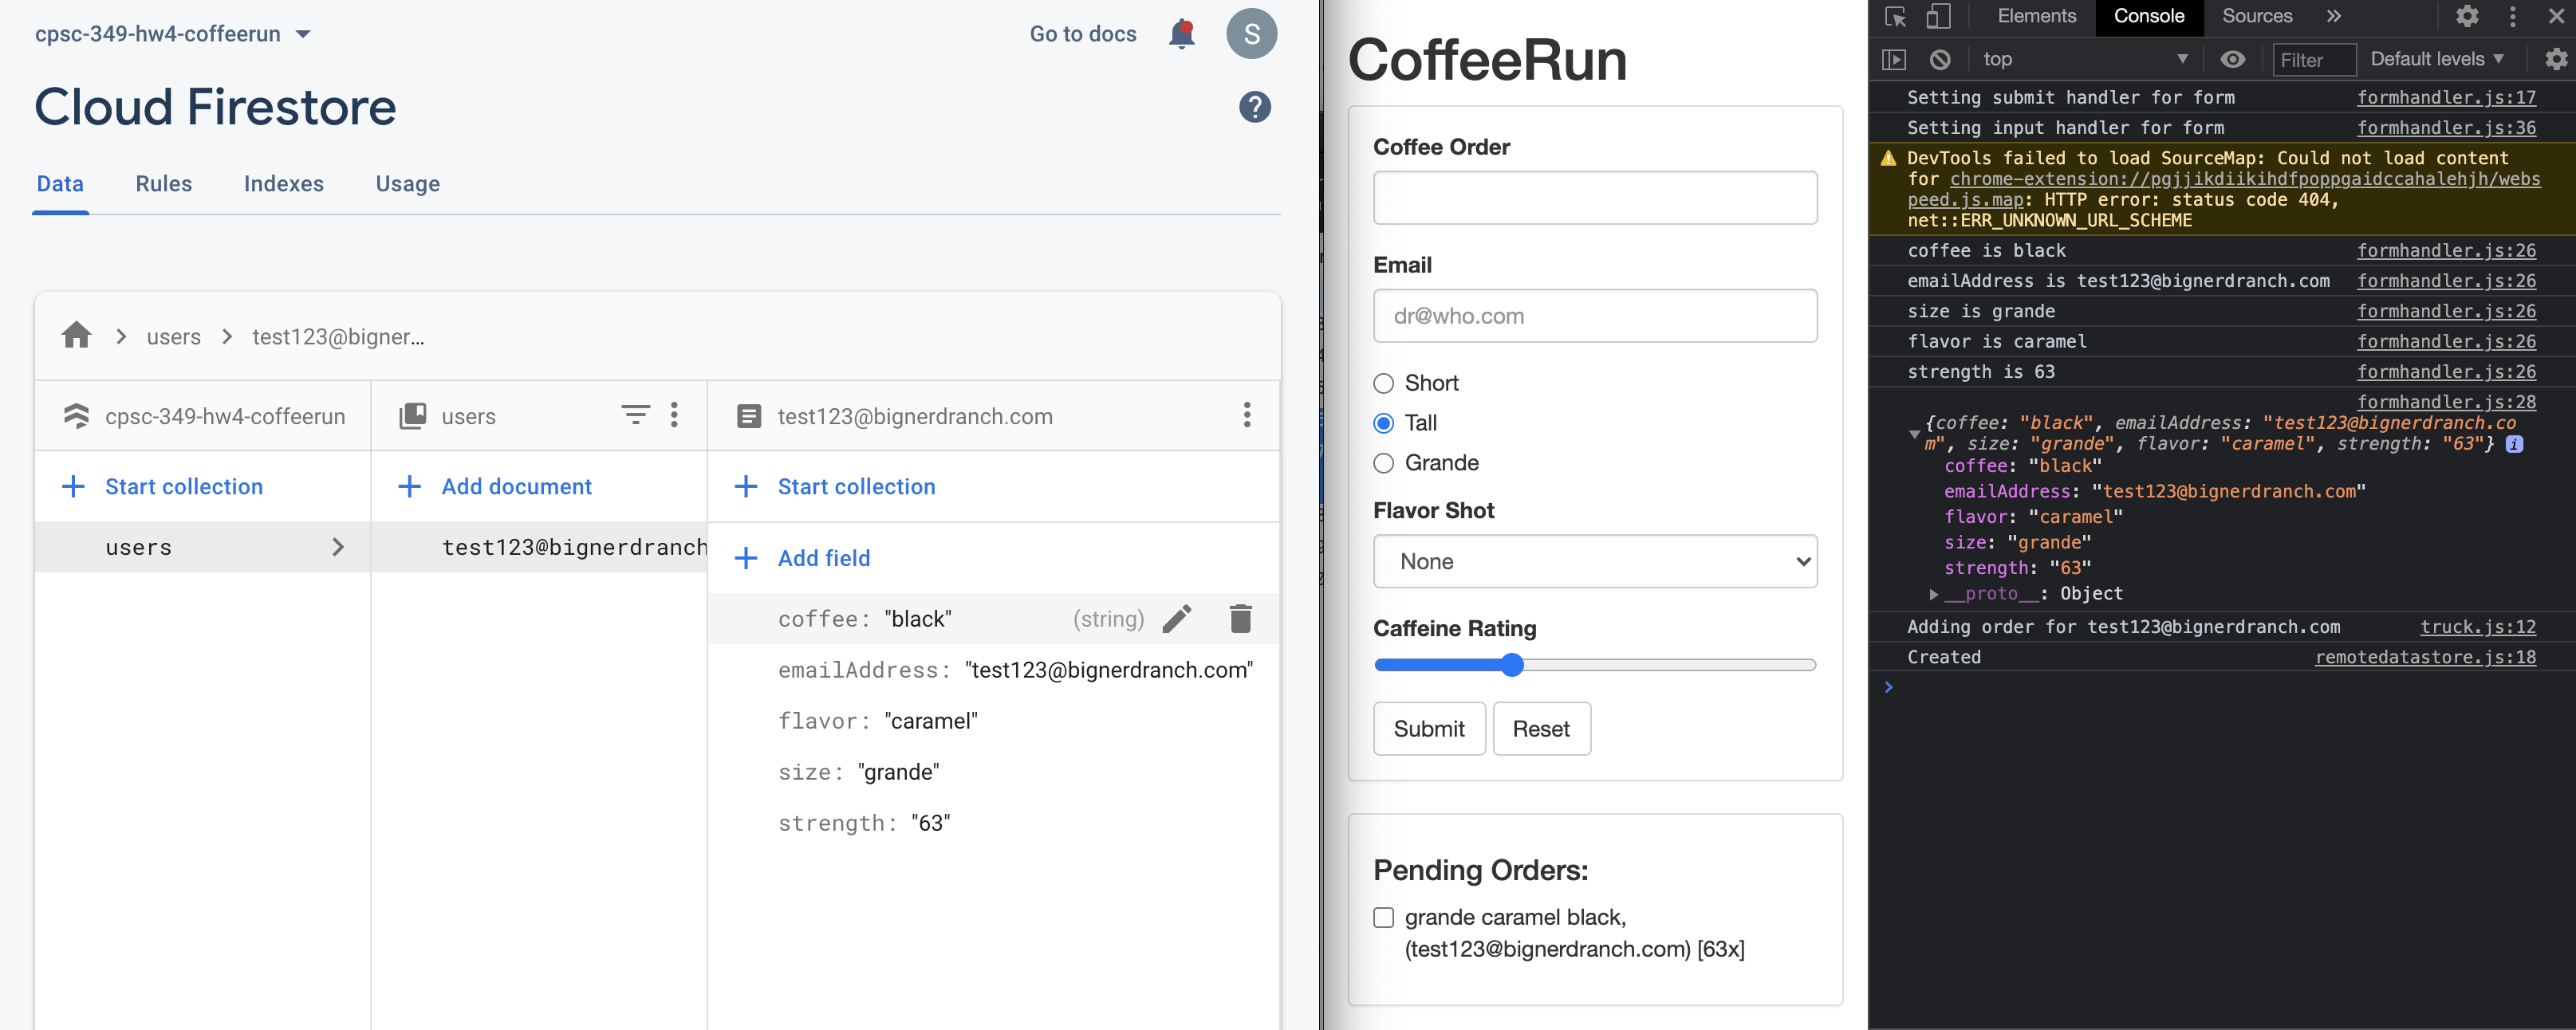 cpsc-349-hw4-coffeerun
Go to docs
S
Cloud Firestore
?
Data Rules Indexes Usage
users test123@bigner...
cpsc-349-hw4-coffeerun
users
test123@bignerdranch.com
Start collection
Add document
Start collection
users
test123@bignerdranch
Add field
coffee: "black" (string)
emailAddress: "test123@bignerdranch.com"
flavor: "caramel"
size: "grande"
strength: "63"
CoffeeRun
Coffee Order
Email
dr@who.com
Short
Tall
Grande
Flavor Shot
None
Caffeine Rating
Submit Reset
Pending Orders:
grande caramel black,
(test123@bignerdranch.com) [63x]
Elements Console Sources
top Filter Default levels
Setting submit handler for form formhandler.js:17
Setting input handler for form formhandler.js:36
DevTools failed to load SourceMap: Could not load content
for chrome-extension://pgjjikdiikihdfpoppgaidccahalehjh/webs
peed.js.map: HTTP error: status code 404,
net::ERR_UNKNOWN_URL_SCHEME
coffee is black formhandler.js:26
emailAddress is test123@bignerdranch.com formhandler.js:26
size is grande formhandler.js:26
flavor is caramel formhandler.js:26
strength is 63 formhandler.js:26
formhandler.js:28
{coffee: "black", emailAddress: "test123@bignerdranch.co
m", size: "grande", flavor: "caramel", strength: "63"} i
coffee: "black"
emailAddress: "test123@bignerdranch.com"
flavor: "caramel"
size: "grande"
strength: "63"
__proto__: Object
Adding order for test123@bignerdranch.com truck.js:12
Created remotedatastore.js:18